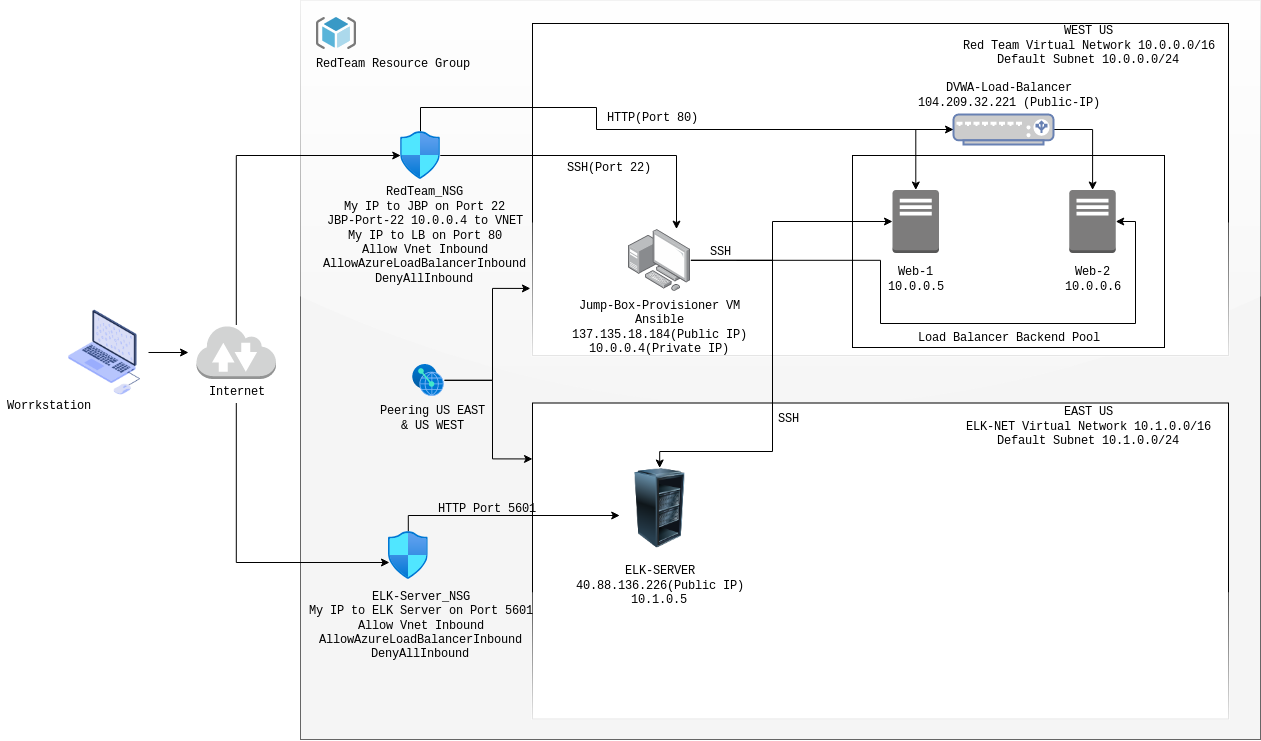 RedTeam Resource Group
WEST US
Red Team Virtual Network 10.0.0.0/16
Default Subnet 10.0.0.0/24
DVWA-Load-Balancer
104.209.32.221 (Public-IP)
HTTP(Port 80)
SSH(Port 22)
RedTeam_NSG
My IP to JBP on Port 22
JBP-Port-22 10.0.0.4 to VNET
My IP to LB on Port 80
Allow Vnet Inbound
AllowAzureLoadBalancerInbound
DenyAllInbound
SSH
Web-1
10.0.0.5
Web-2
10.0.0.6
Jump-Box-Provisioner VM
Ansible
137.135.18.184(Public IP)
10.0.0.4(Private IP)
Load Balancer Backend Pool
Internet
Worrkstation
Peering US EAST
& US WEST
EAST US
ELK-NET Virtual Network 10.1.0.0/16
Default Subnet 10.1.0.0/24
SSH
HTTP Port 5601
ELK-SERVER
40.88.136.226(Public IP)
10.1.0.5
ELK-Server_NSG
My IP to ELK Server on Port 5601
Allow Vnet Inbound
AllowAzureLoadBalancerInbound
DenyAllInbound